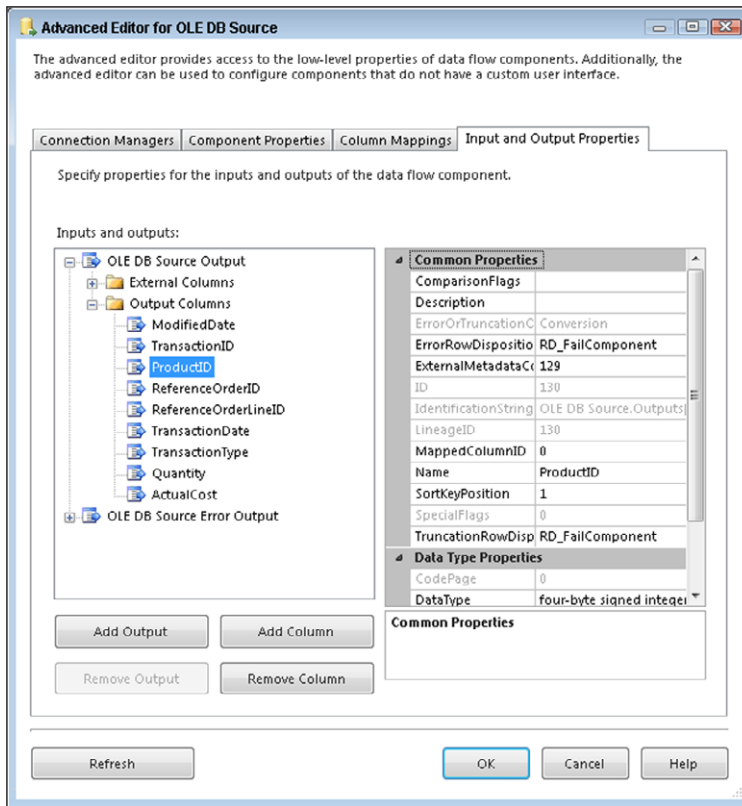 Advanced Editor for OLE DB Source
The advanced editor provides access to the low-level properties of data flow components. Additionally, the
advanced editor can be used to configure components that do not have a custom user interface.
Connection Managers Component Properties Column Mappings Input and Output Properties
Specify properties for the inputs and outputs of the data flow component.
Inputs and outputs:
OLE DB Source Output
External Columns
Output Columns
ModifiedDate
TransactionID
ProductID
ReferenceOrderID
ReferenceOrderLineID
TransactionDate
TransactionType
Quantity
ActualCost
OLE DB Source Error Output
Common Properties
ComparisonFlags
Description
ErrorOrTruncationO Conversion
ErrorRowDispositio RD_FailComponent
ExternalMetadataCo 129
ID 130
IdentificationString OLE DB Source.Outputs[
LineageID 130
MappedColumnID 0
Name ProductID
SortKeyPosition 1
SpecialFlags 0
TruncationRowDisp RD_FailComponent
Data Type Properties
CodePage 0
DataType four-byte signed integer
Add Output Add Column
Remove Output Remove Column
Common Properties
Refresh OK Cancel Help